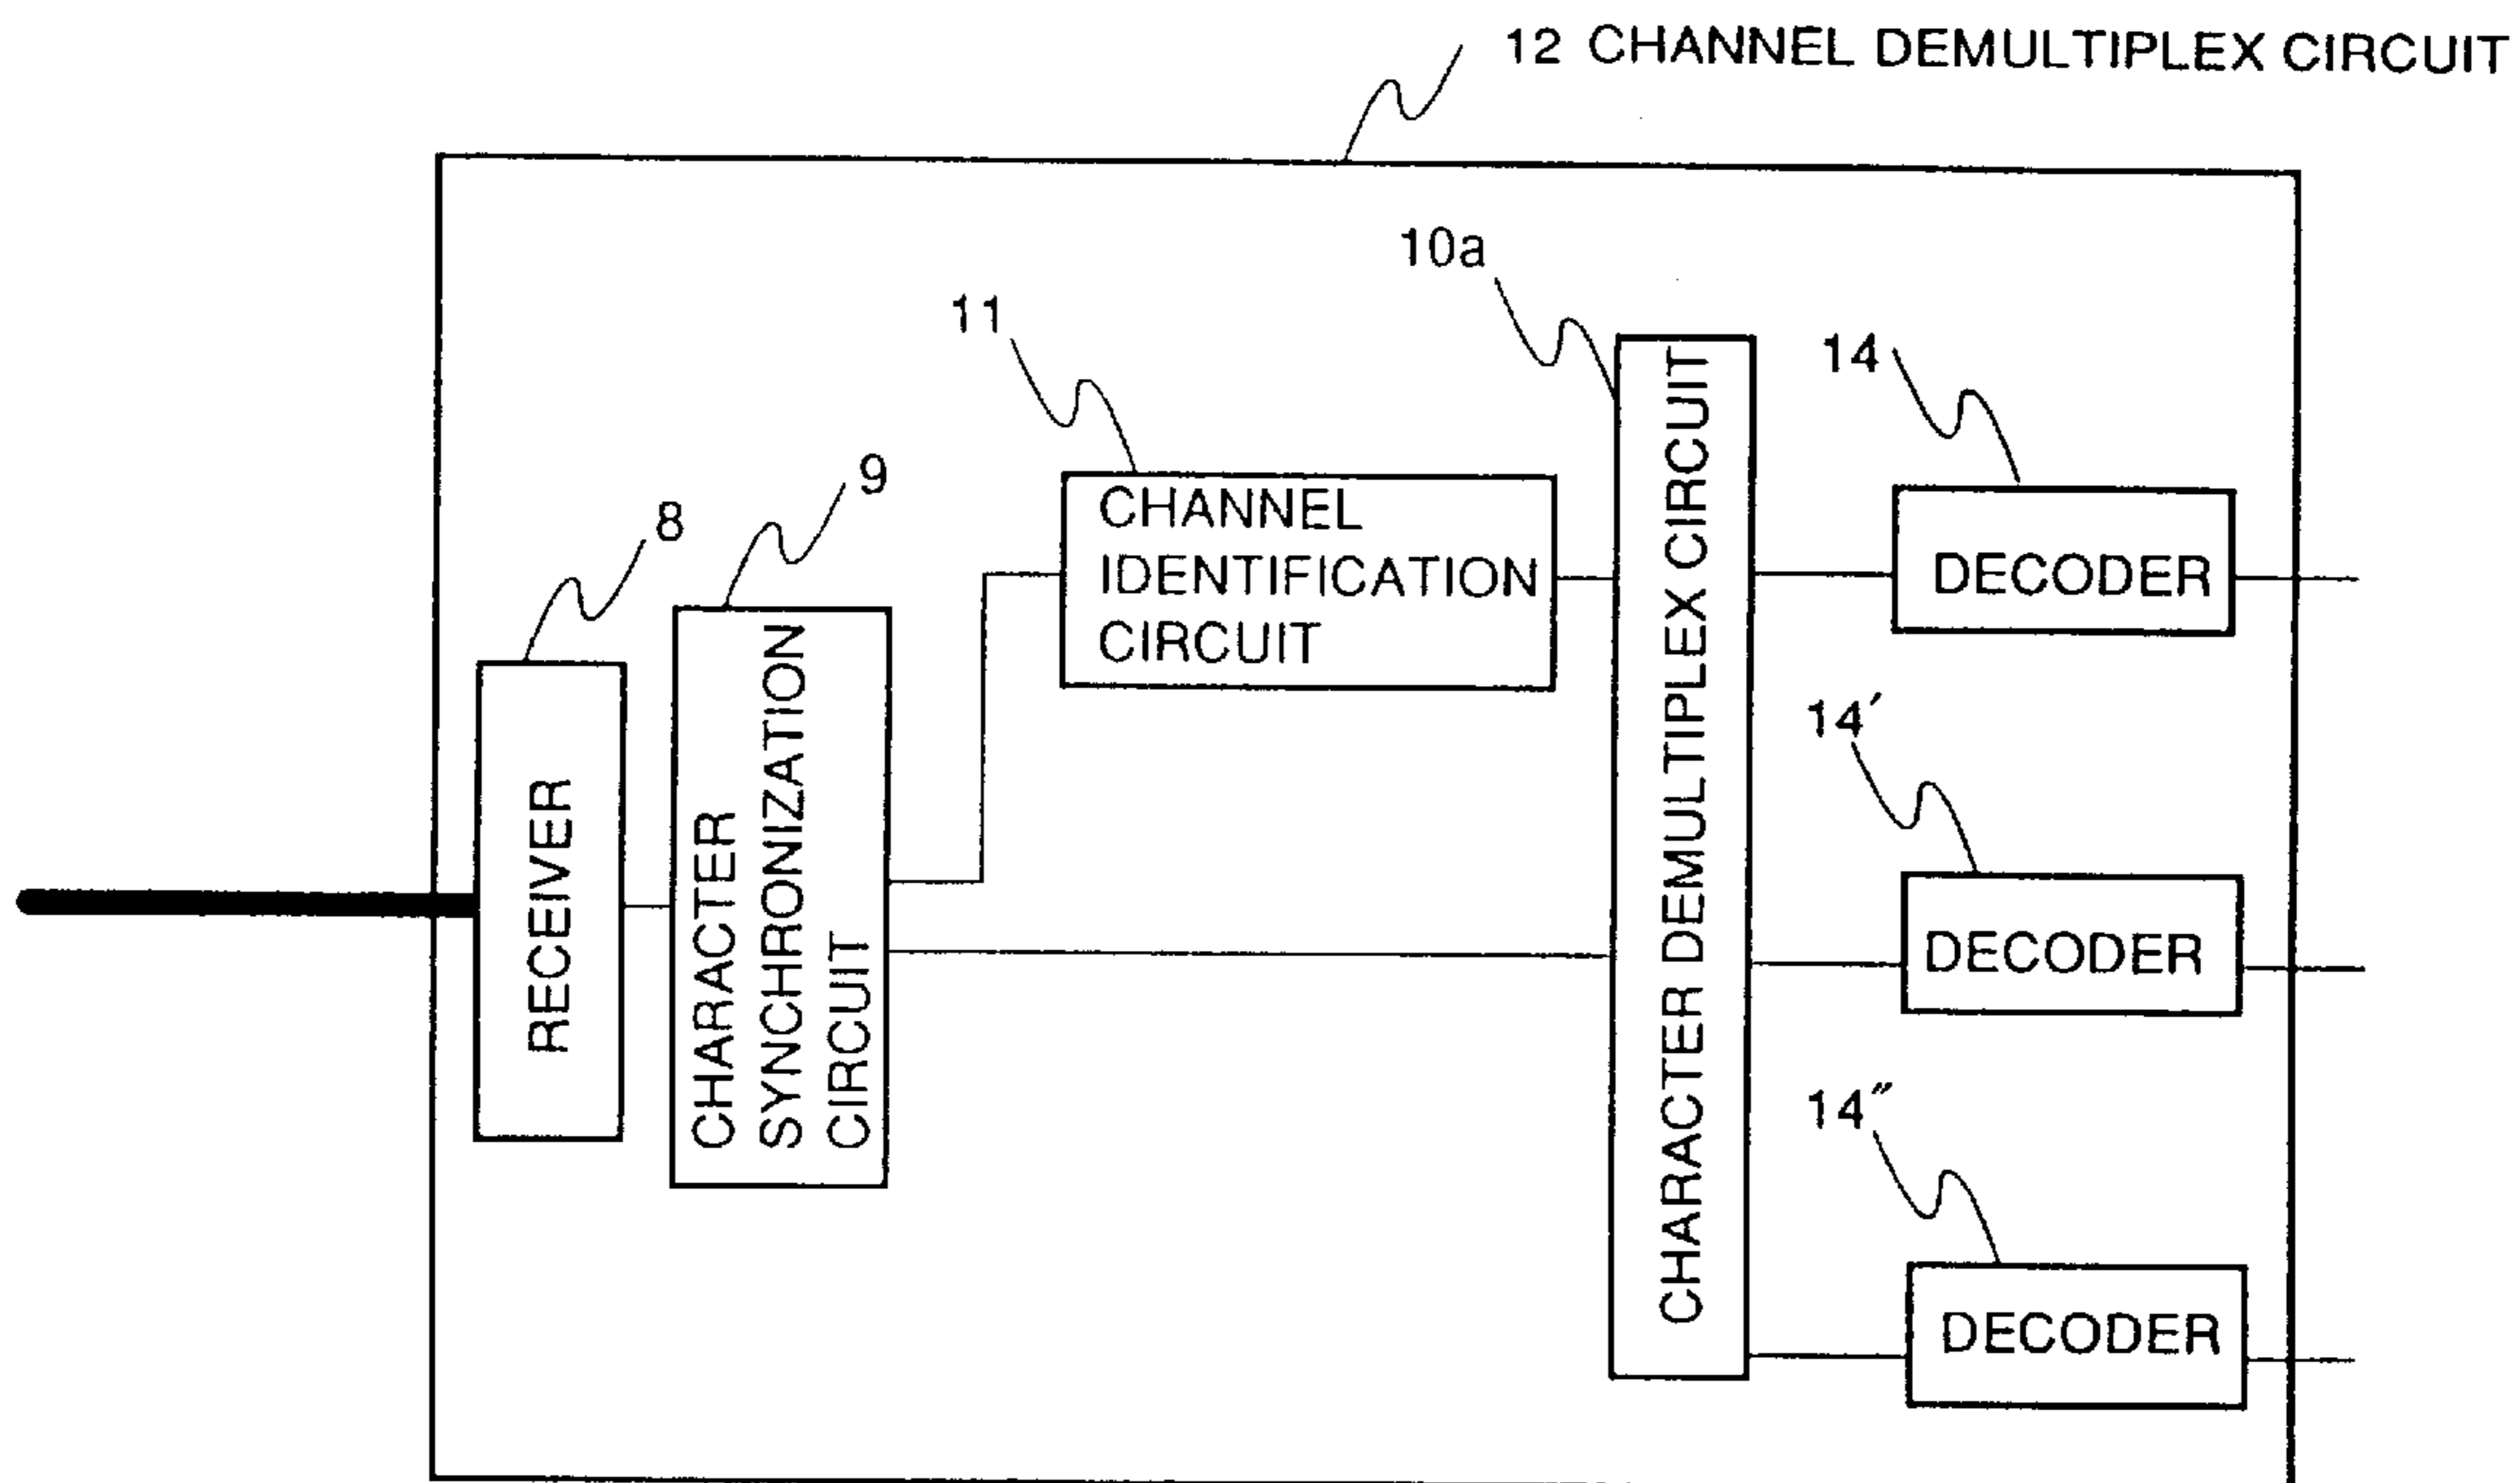 12 CHANNEL DEMULTIPLEX CIRCUIT
10a
11
14
9
8
CHANNEL
IDENTIFICATION
CIRCUIT
DECODER
RECEIVER
CHARACTER
SYNCHRONIZATION
CIRCUIT
CHARACTER DEMULTIPLEX CIRCUIT
14′
DECODER
14″
DECODER